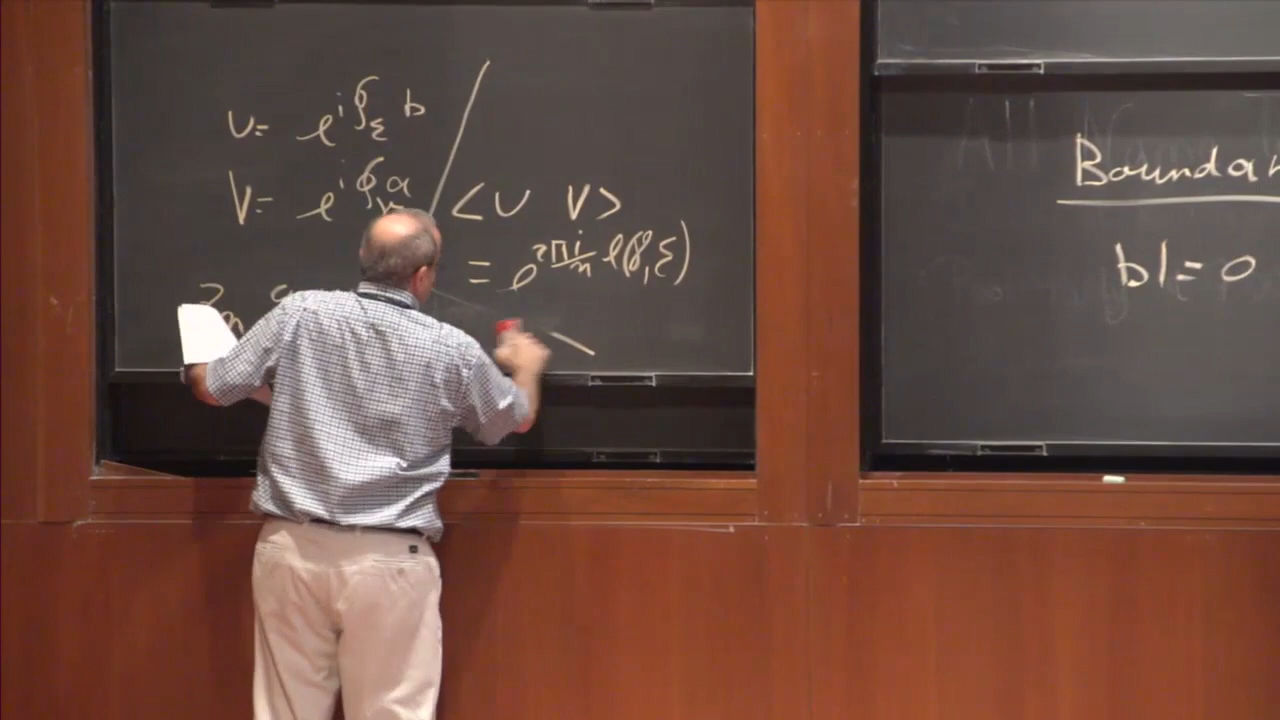 U= e^{i∮_Σ b}
V= e^{i∮_γ a}
<U V>
= e^{2πi/n ℓ(γ,Σ)}
Boundar
b|=0